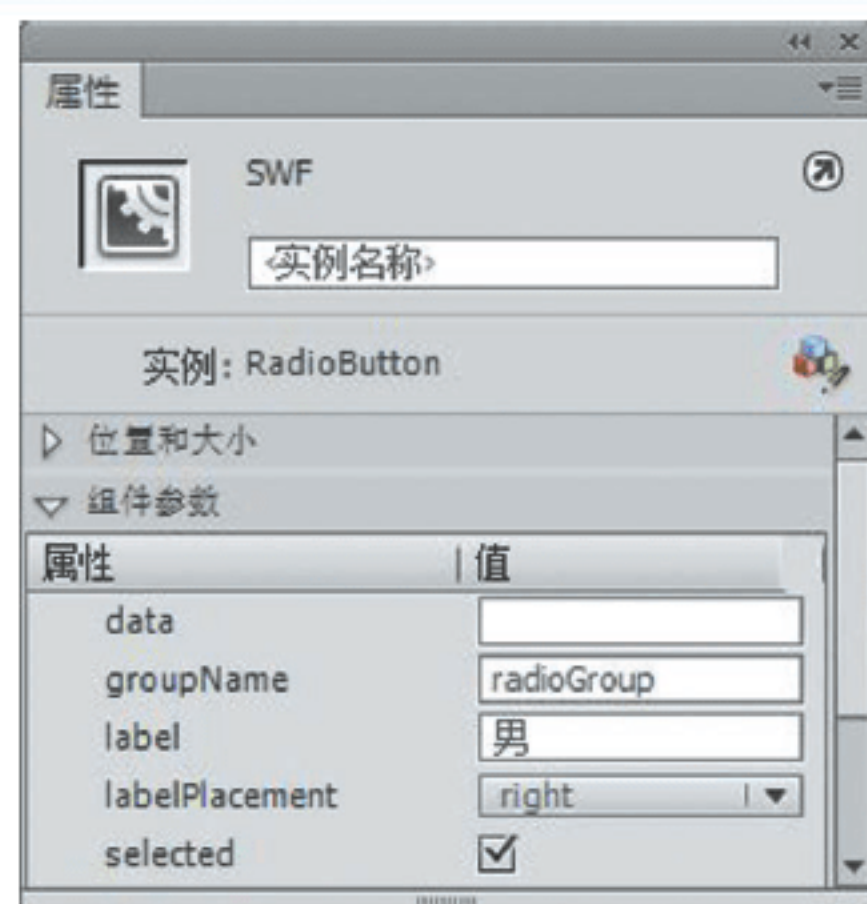 属性
SWF
<实例名称>
实例: RadioButton
位置和大小
组件参数
属性 值
data
groupName radioGroup
label 男
labelPlacement right
selected